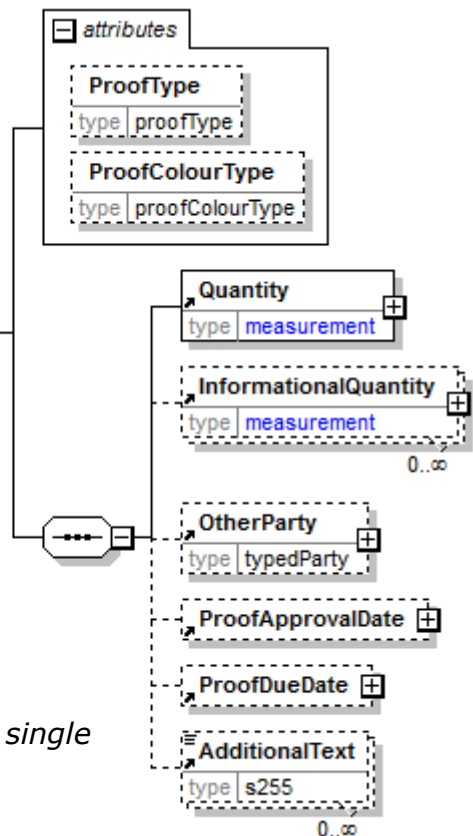 attributes
ProofType
type proofType
ProofColourType
type proofColourType
Quantity
type measurement
InformationalQuantity
type measurement
0..∞
OtherParty
type typedParty
ProofApprovalDate
ProofDueDate
single
AdditionalText
type s255
0..∞